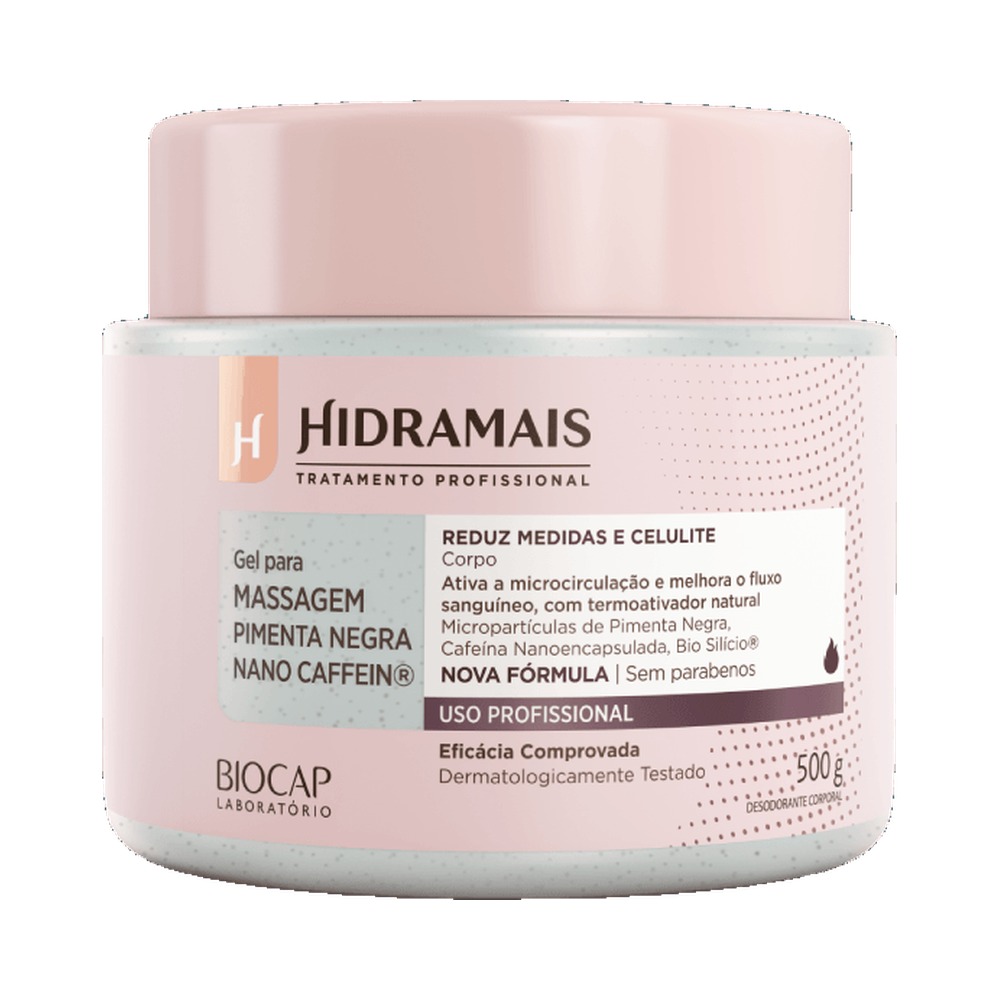 H
HIDRAMAIS
TRATAMENTO PROFISSIONAL
Gel para
MASSAGEM
PIMENTA NEGRA
NANO CAFFEIN®
REDUZ MEDIDAS E CELULITE
Corpo
Ativa a microcirculação e melhora o fluxo
sanguíneo, com termoativador natural
Micropartículas de Pimenta Negra,
Cafeína Nanoencapsulada, Bio Silício®
NOVA FÓRMULA | Sem parabenos
USO PROFISSIONAL
Eficácia Comprovada
Dermatologicamente Testado
BIOCAP
LABORATÓRIO
500 g
DESODORANTE CORPORAL